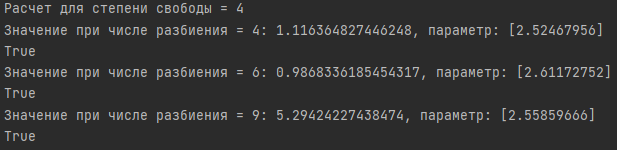 Расчет для степени свободы = 4
Значение при числе разбиения = 4: 1.116364827446248, параметр: [2.52467956]
True
Значение при числе разбиения = 6: 0.9868336185454317, параметр: [2.61172752]
True
Значение при числе разбиения = 9: 5.29424227438474, параметр: [2.55859666]
True